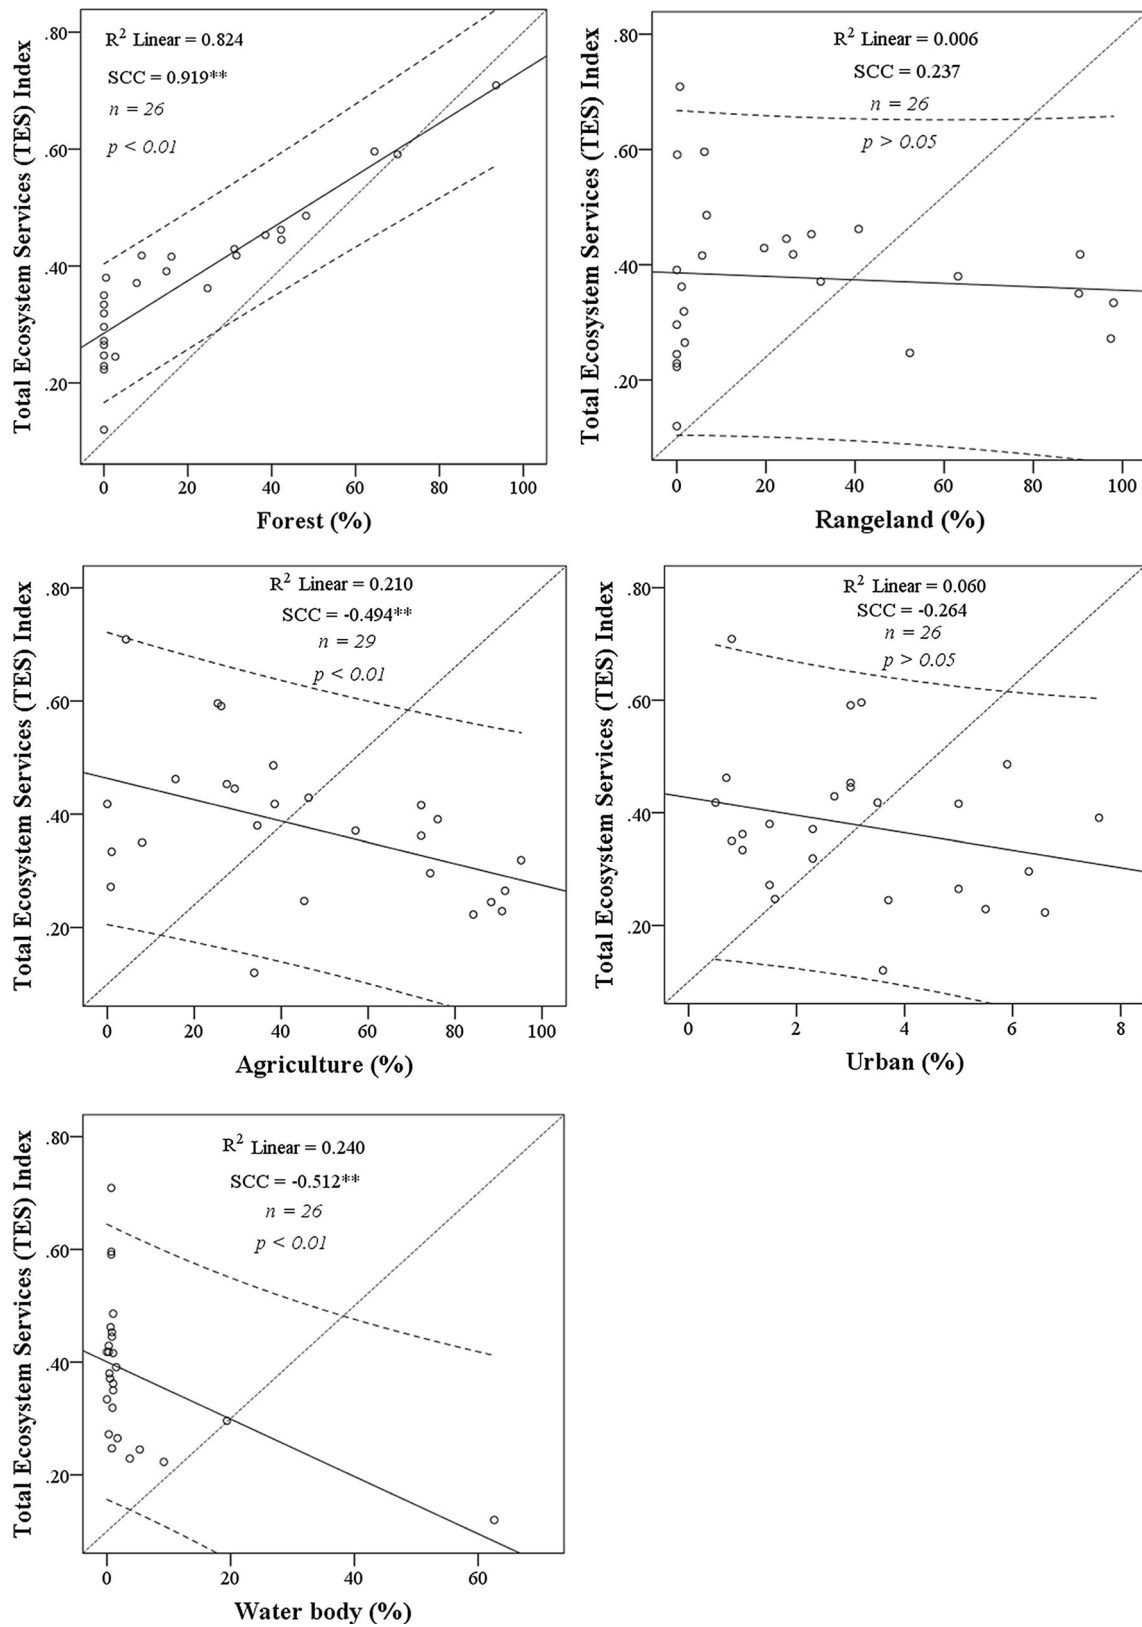 Total Ecosystem Services (TES) Index
.80
.60
.40
.20
R² Linear = 0.824
SCC = 0.919**
n = 26
p < 0.01
0 20 40 60 80 100
Forest (%)
Total Ecosystem Services (TES) Index
.80
.60
.40
.20
R² Linear = 0.006
SCC = 0.237
n = 26
p > 0.05
0 20 40 60 80 100
Rangeland (%)
Total Ecosystem Services (TES) Index
.80
.60
.40
.20
R² Linear = 0.210
SCC = -0.494**
n = 29
p < 0.01
0 20 40 60 80 100
Agriculture (%)
Total Ecosystem Services (TES) Index
.80
.60
.40
.20
R² Linear = 0.060
SCC = -0.264
n = 26
p > 0.05
0 2 4 6 8
Urban (%)
Total Ecosystem Services (TES) Index
.80
.60
.40
.20
R² Linear = 0.240
SCC = -0.512**
n = 26
p < 0.01
0 20 40 60
Water body (%)